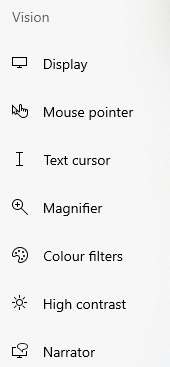 Vision
Display
Mouse pointer
Text cursor
Magnifier
Colour filters
High contrast
Narrator